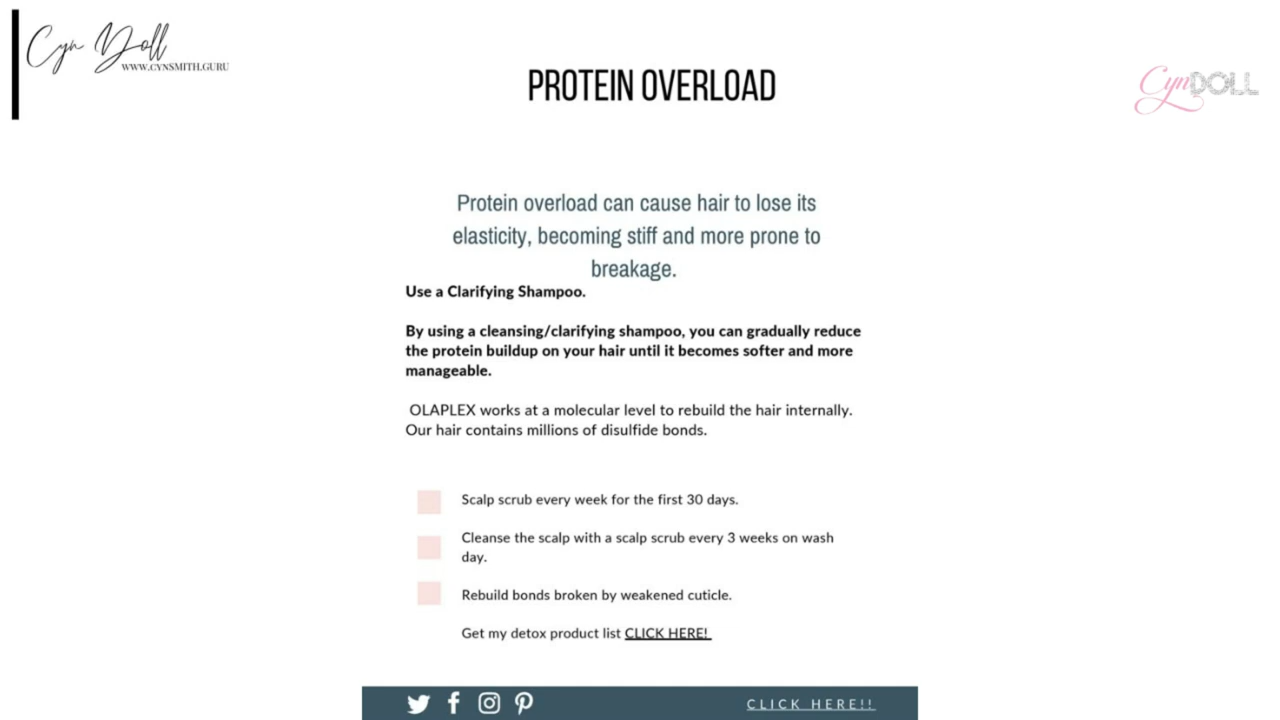 Cyn Doll
WWW.CYNSMITH.GURU
PROTEIN OVERLOAD
CynDOLL
Protein overload can cause hair to lose its
elasticity, becoming stiff and more prone to
breakage.
Use a Clarifying Shampoo.
By using a cleansing/clarifying shampoo, you can gradually reduce
the protein buildup on your hair until it becomes softer and more
manageable.
OLAPLEX works at a molecular level to rebuild the hair internally.
Our hair contains millions of disulfide bonds.
Scalp scrub every week for the first 30 days.
Cleanse the scalp with a scalp scrub every 3 weeks on wash
day.
Rebuild bonds broken by weakened cuticle.
Get my detox product list CLICK HERE!
CLICK HERE!!